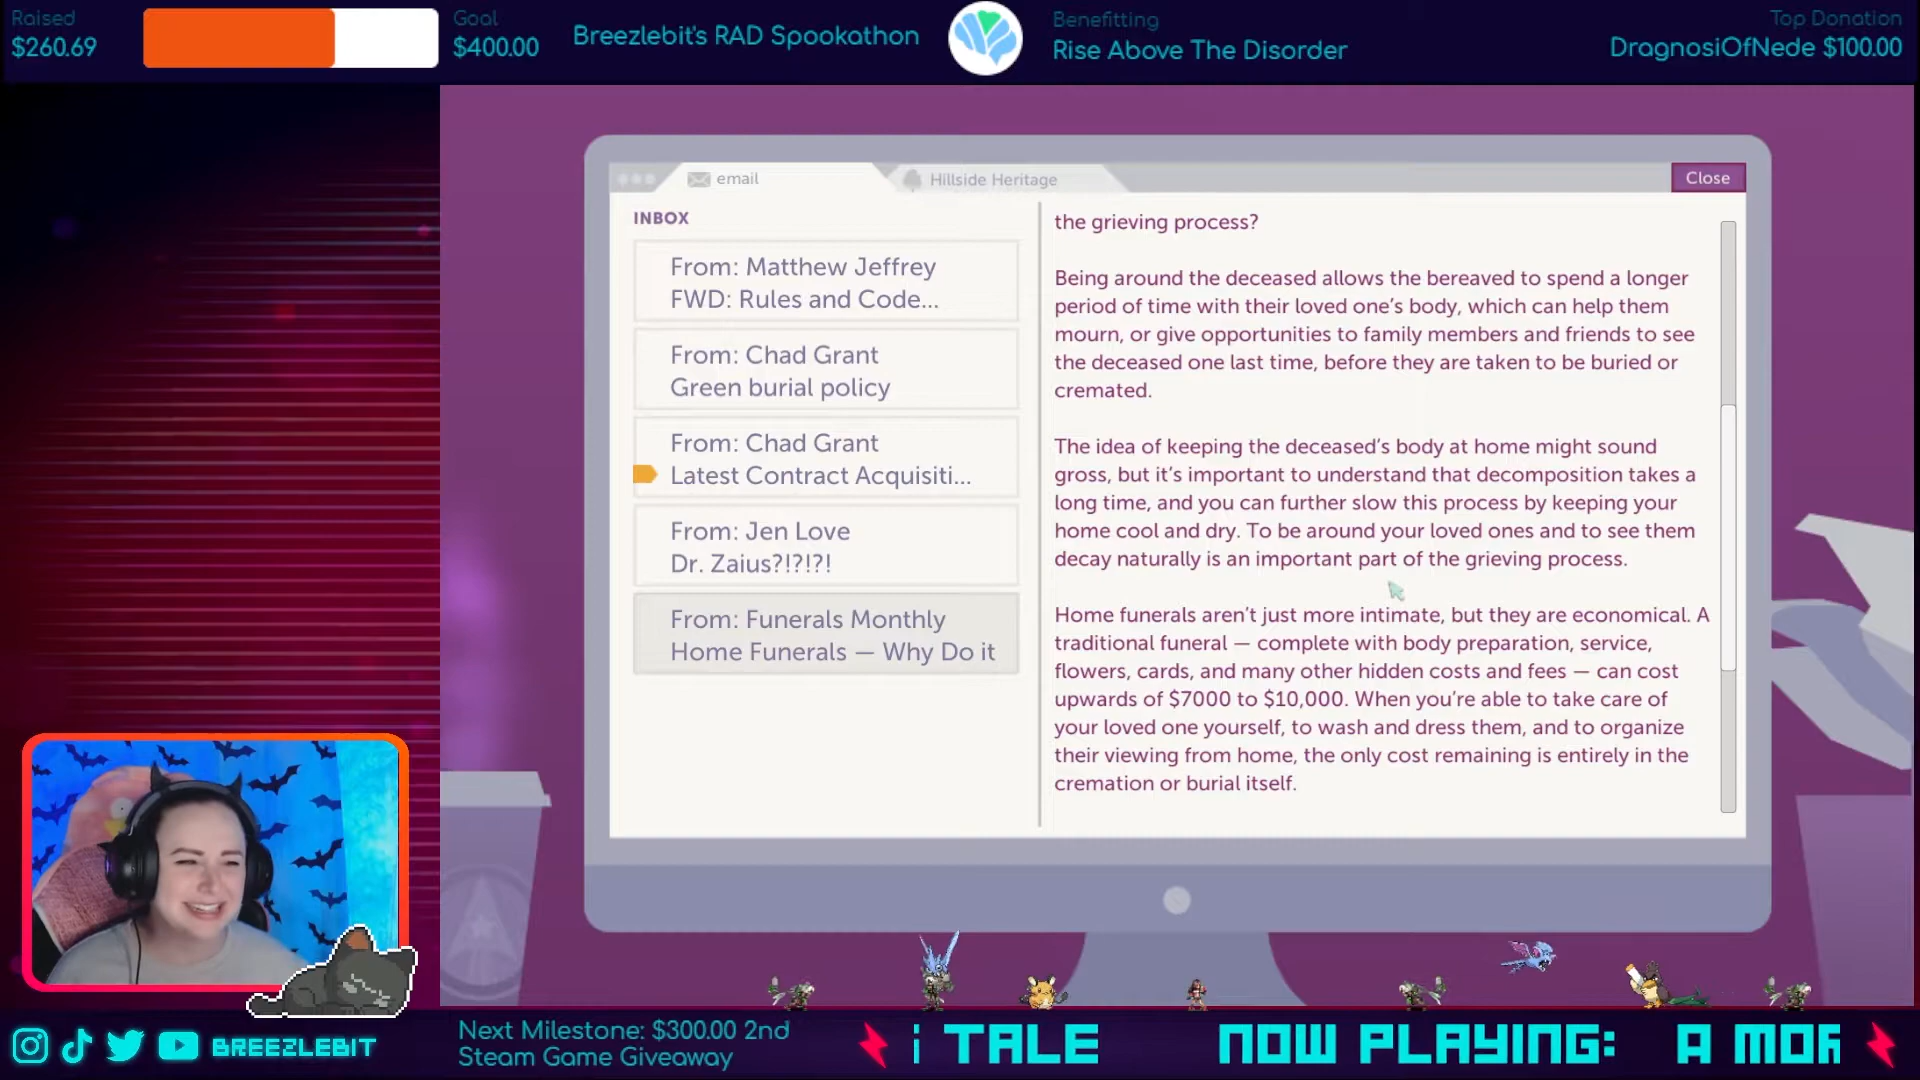 Raised
$260.69
Goal
$400.00
Breezlebit's RAD Spookathon
Benefitting
Rise Above The Disorder
Top Donation
DragnosiOfNede $100.00
email
Hillside Heritage
Close
INBOX
From: Matthew Jeffrey
FWD: Rules and Code...
From: Chad Grant
Green burial policy
From: Chad Grant
Latest Contract Acquisiti...
From: Jen Love
Dr. Zaius?!?!?!
From: Funerals Monthly
Home Funerals — Why Do it
the grieving process?
Being around the deceased allows the bereaved to spend a longer
period of time with their loved one's body, which can help them
mourn, or give opportunities to family members and friends to see
the deceased one last time, before they are taken to be buried or
cremated.
The idea of keeping the deceased's body at home might sound
gross, but it's important to understand that decomposition takes a
long time, and you can further slow this process by keeping your
home cool and dry. To be around your loved ones and to see them
decay naturally is an important part of the grieving process.
Home funerals aren't just more intimate, but they are economical. A
traditional funeral — complete with body preparation, service,
flowers, cards, and many other hidden costs and fees — can cost
upwards of $7000 to $10,000. When you're able to take care of
your loved one yourself, to wash and dress them, and to organize
their viewing from home, the only cost remaining is entirely in the
cremation or burial itself.
BREEZLEBIT
Next Milestone: $300.00 2nd
Steam Game Giveaway
TALE NOW PLAYING: A MOR